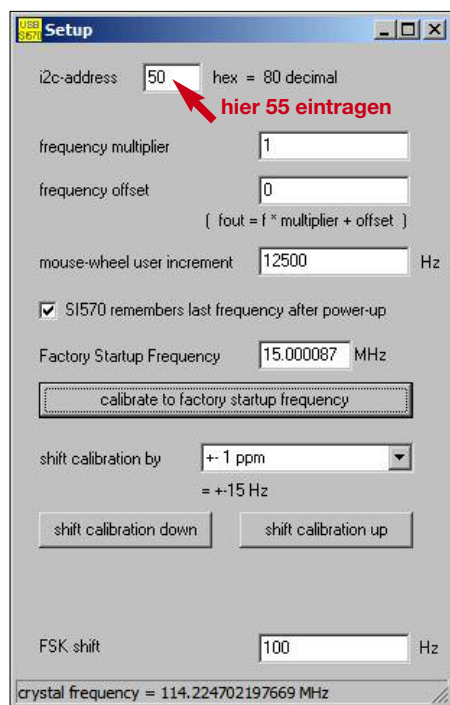 USB SI570 Setup
i2c-address 50 hex = 80 decimal
hier 55 eintragen
frequency multiplier 1
frequency offset 0
( fout = f * multiplier + offset )
mouse-wheel user increment 12500 Hz
SI570 remembers last frequency after power-up
Factory Startup Frequency 15.000087 MHz
calibrate to factory startup frequency
shift calibration by +- 1 ppm
= +-15 Hz
shift calibration down shift calibration up
FSK shift 100 Hz
crystal frequency = 114.224702197669 MHz